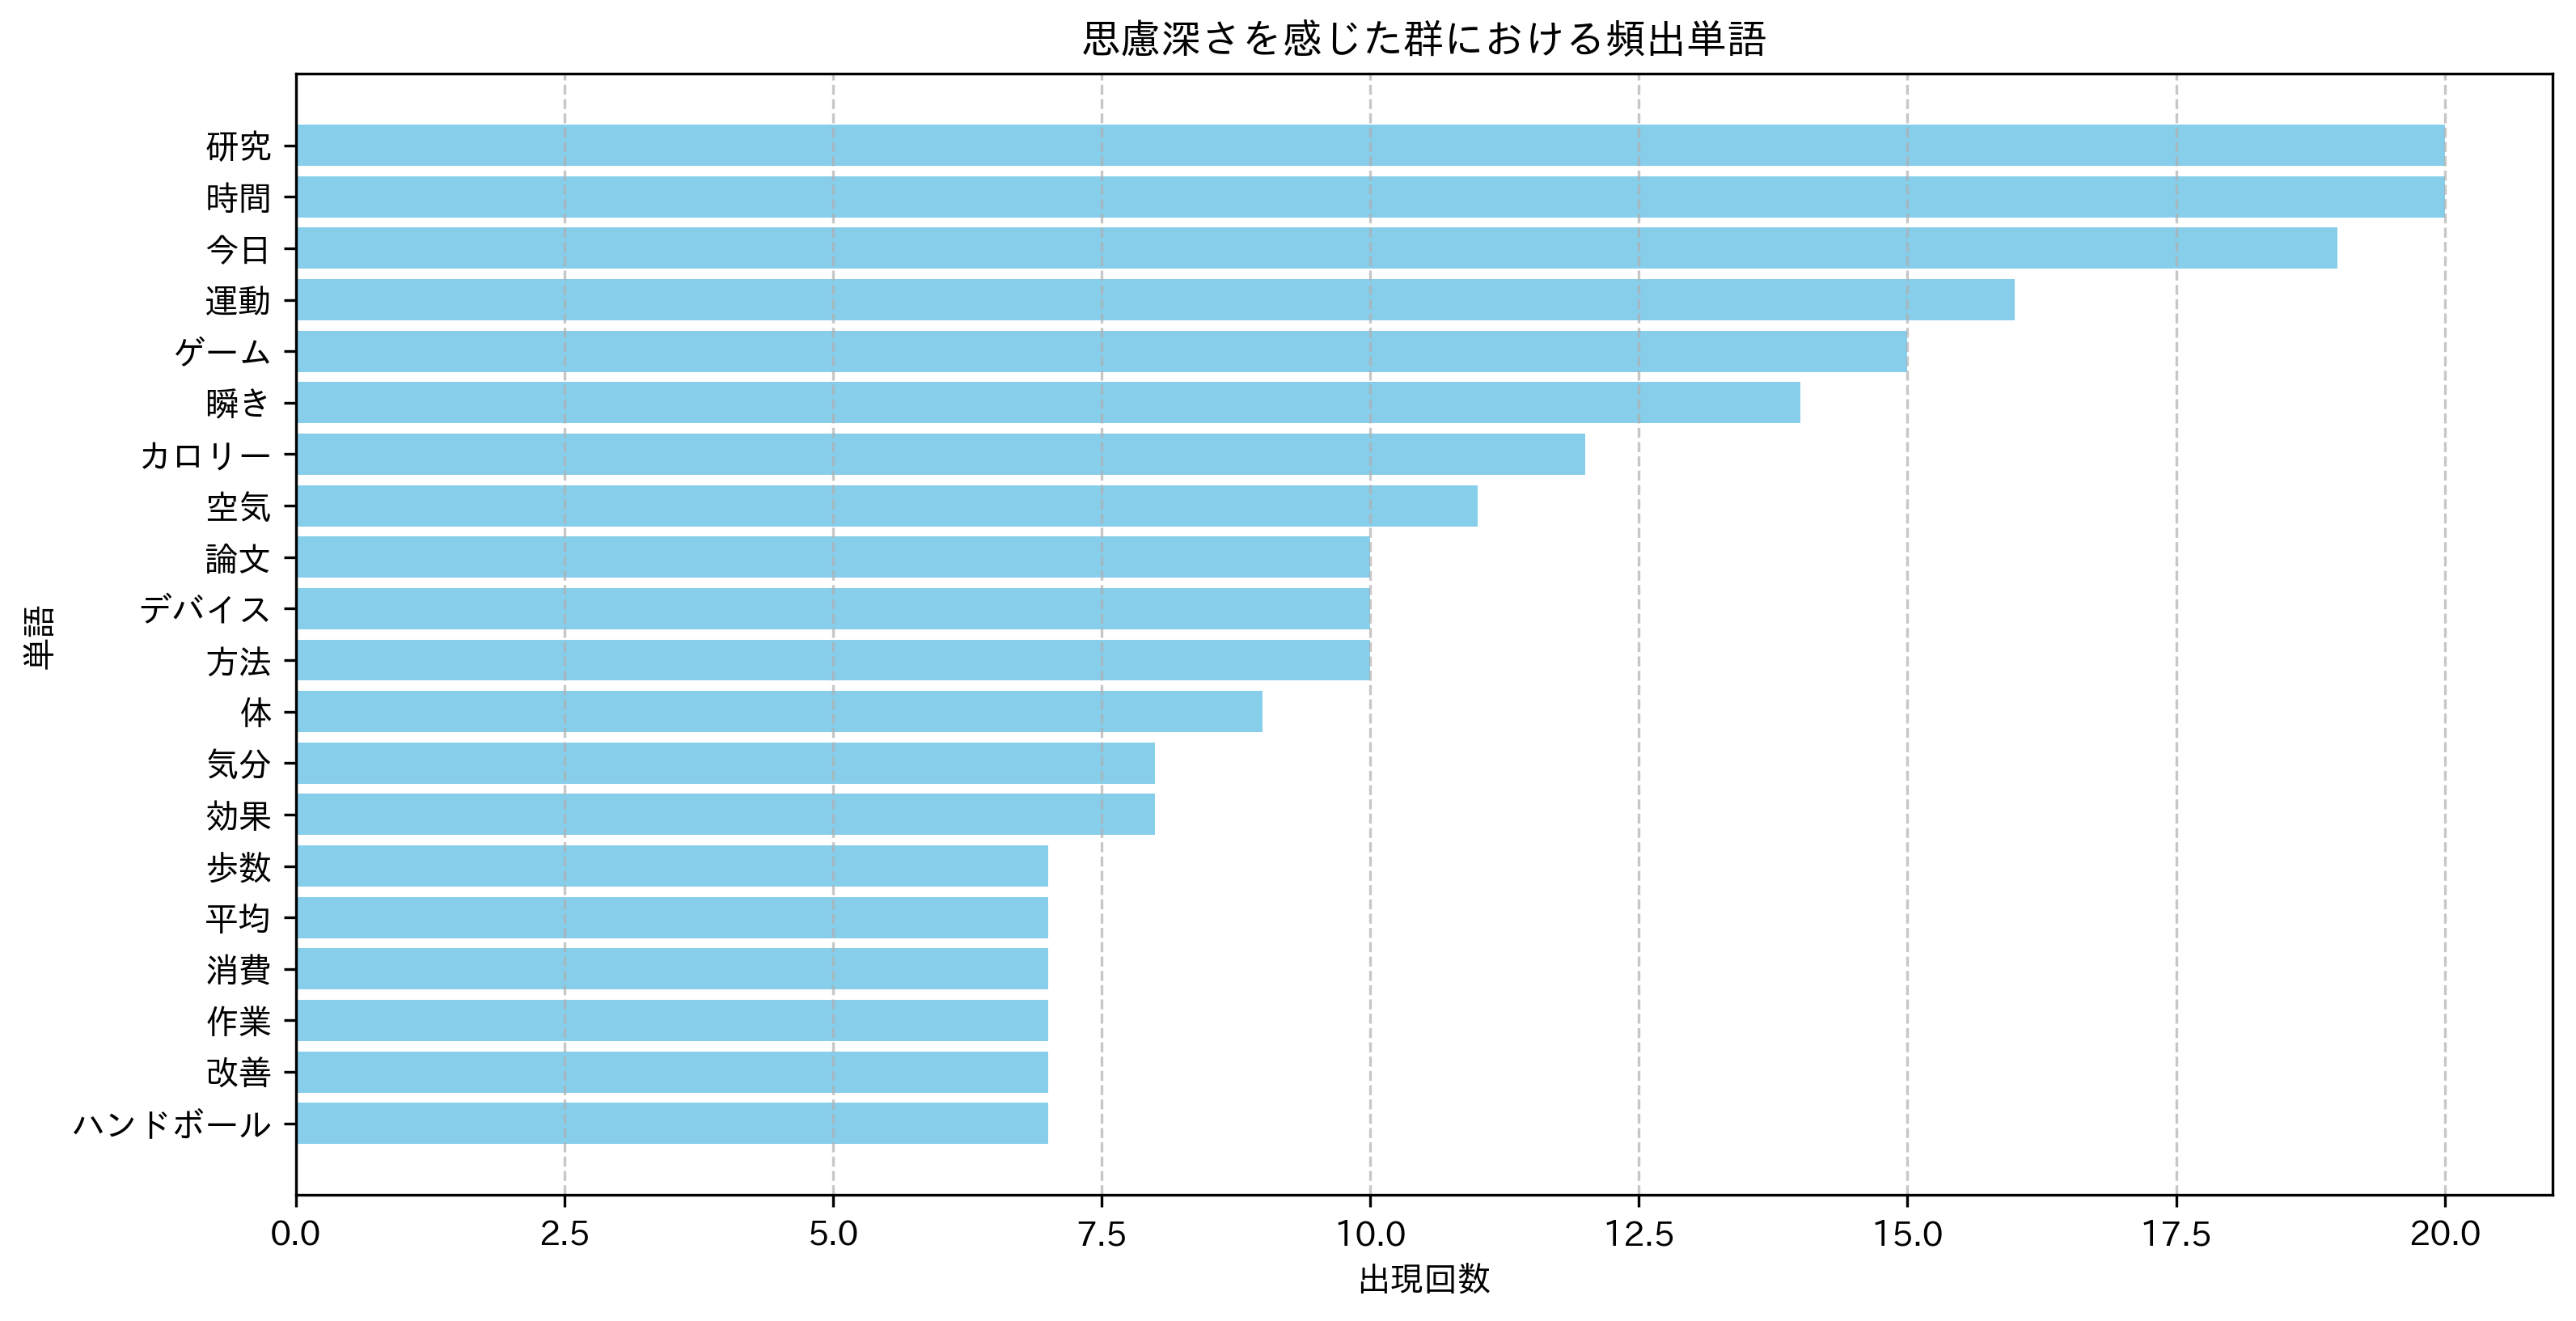 思慮深さを感じた群における頻出単語
単語
研究
時間
今日
運動
ゲーム
瞬き
カロリー
空気
論文
デバイス
方法
体
気分
効果
歩数
平均
消費
作業
改善
ハンドボール
0.0 2.5 5.0 7.5 10.0 12.5 15.0 17.5 20.0
出現回数